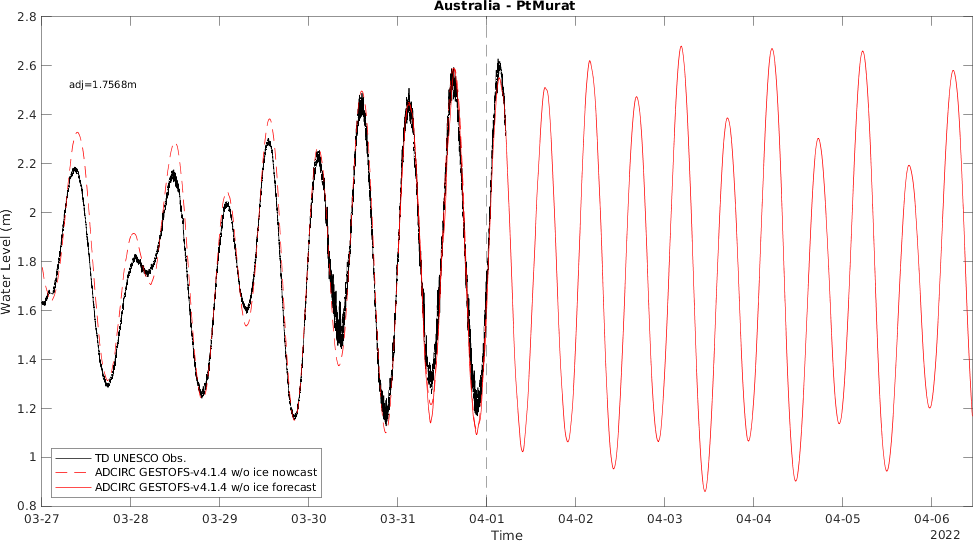 Australia - PtMurat
2.8
2.6
2.4
2.2
2
1.8
1.6
1.4
1.2
1
0.8
Water Level (m)
adj=1.7568m
TD UNESCO Obs.
ADCIRC GESTOFS-v4.1.4 w/o ice nowcast
ADCIRC GESTOFS-v4.1.4 w/o ice forecast
03-27 03-28 03-29 03-30 03-31 04-01 04-02 04-03 04-04 04-05 04-06
Time
2022